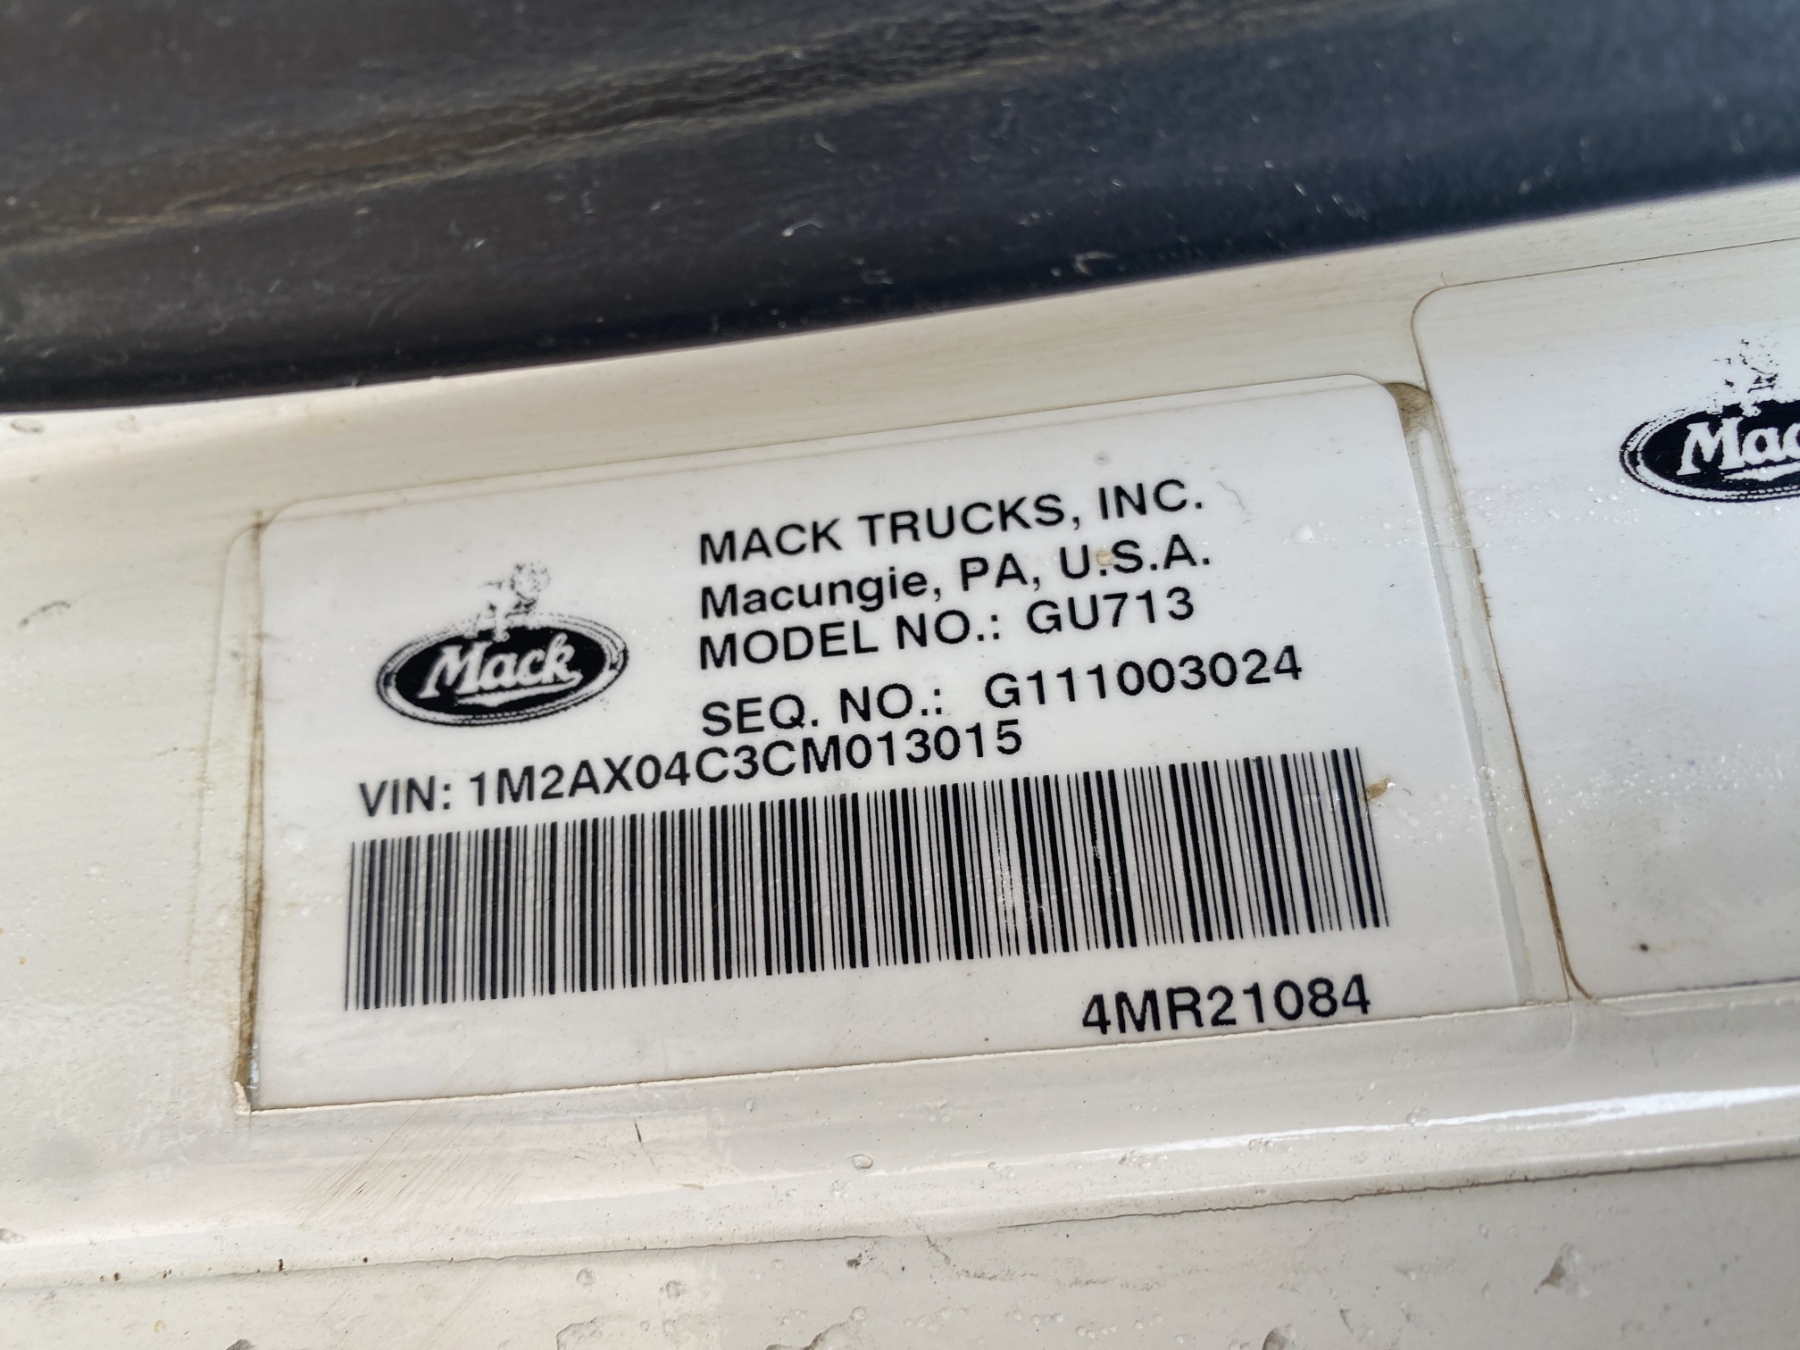 MACK TRUCKS, INC.
Macungie, PA, U.S.A.
MODEL NO.: GU713
SEQ. NO.: G111003024
Mack
VIN: 1M2AX04C3CM013015
4MR21084
Mac